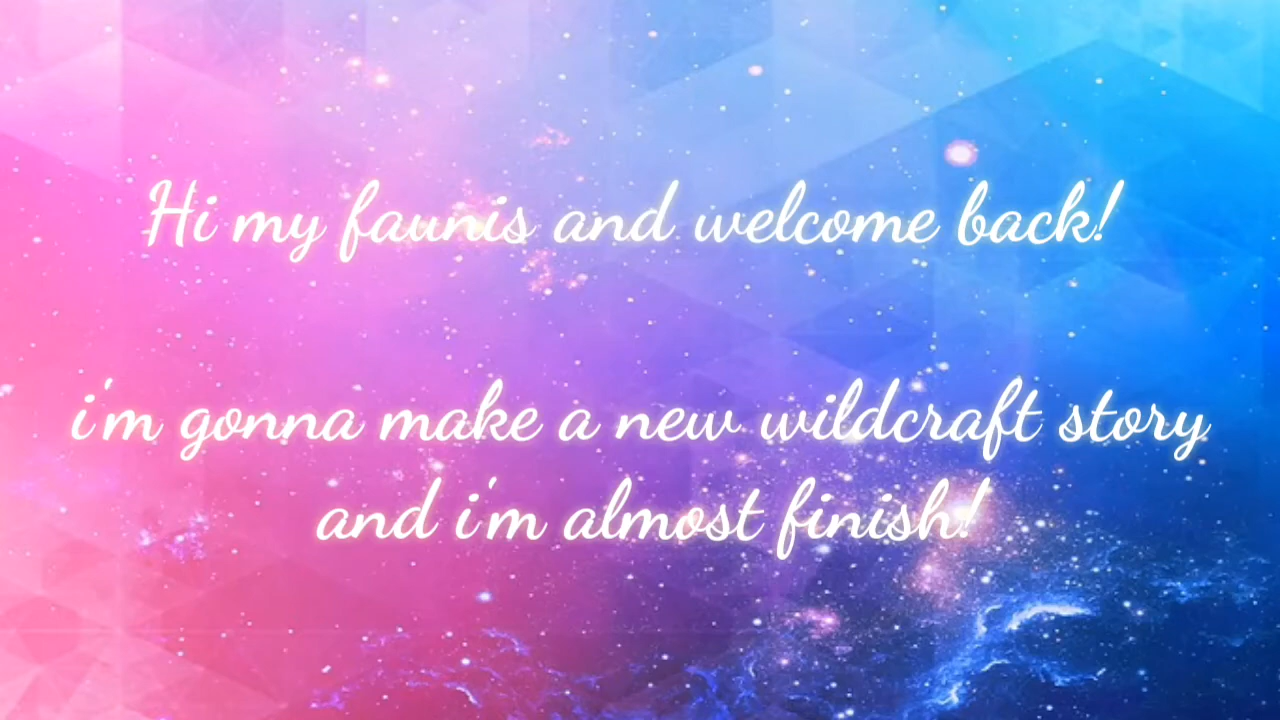 Hi my faunis and welcome back!
i'm gonna make a new wildcraft story
and i'm almost finish!